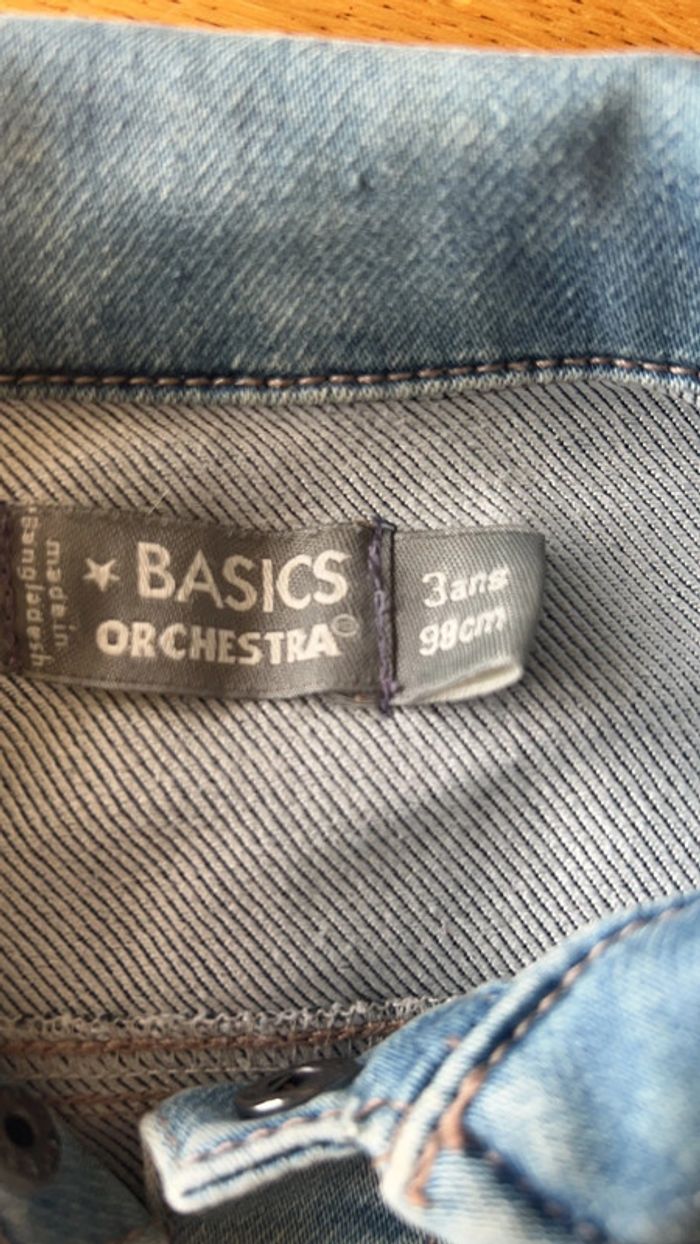 made in
Bangladesh
BASICS
ORCHESTRA
3ans
98cm